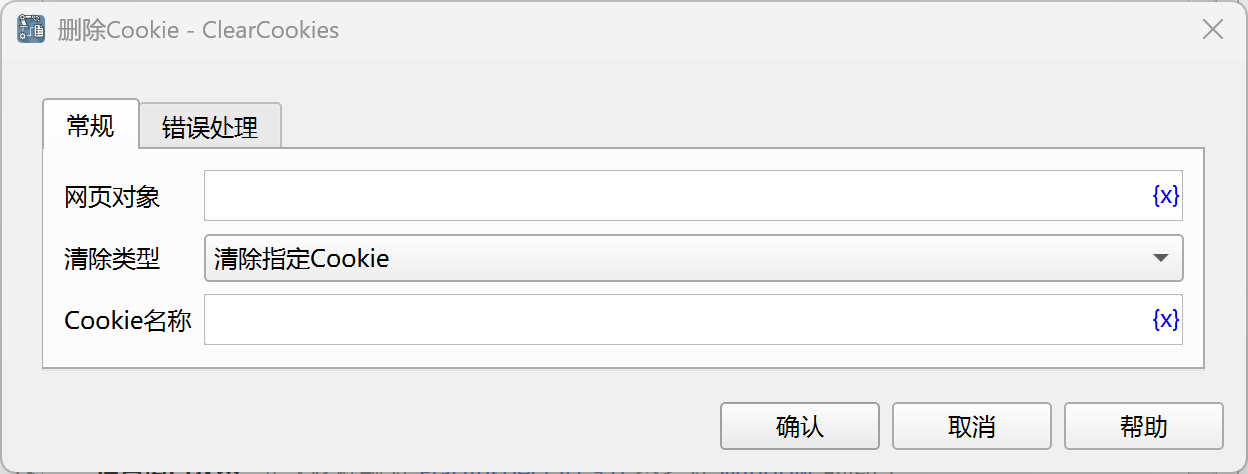 删除Cookie - ClearCookies
常规
错误处理
网页对象
{x}
清除类型
清除指定Cookie
Cookie名称
{x}
确认
取消
帮助